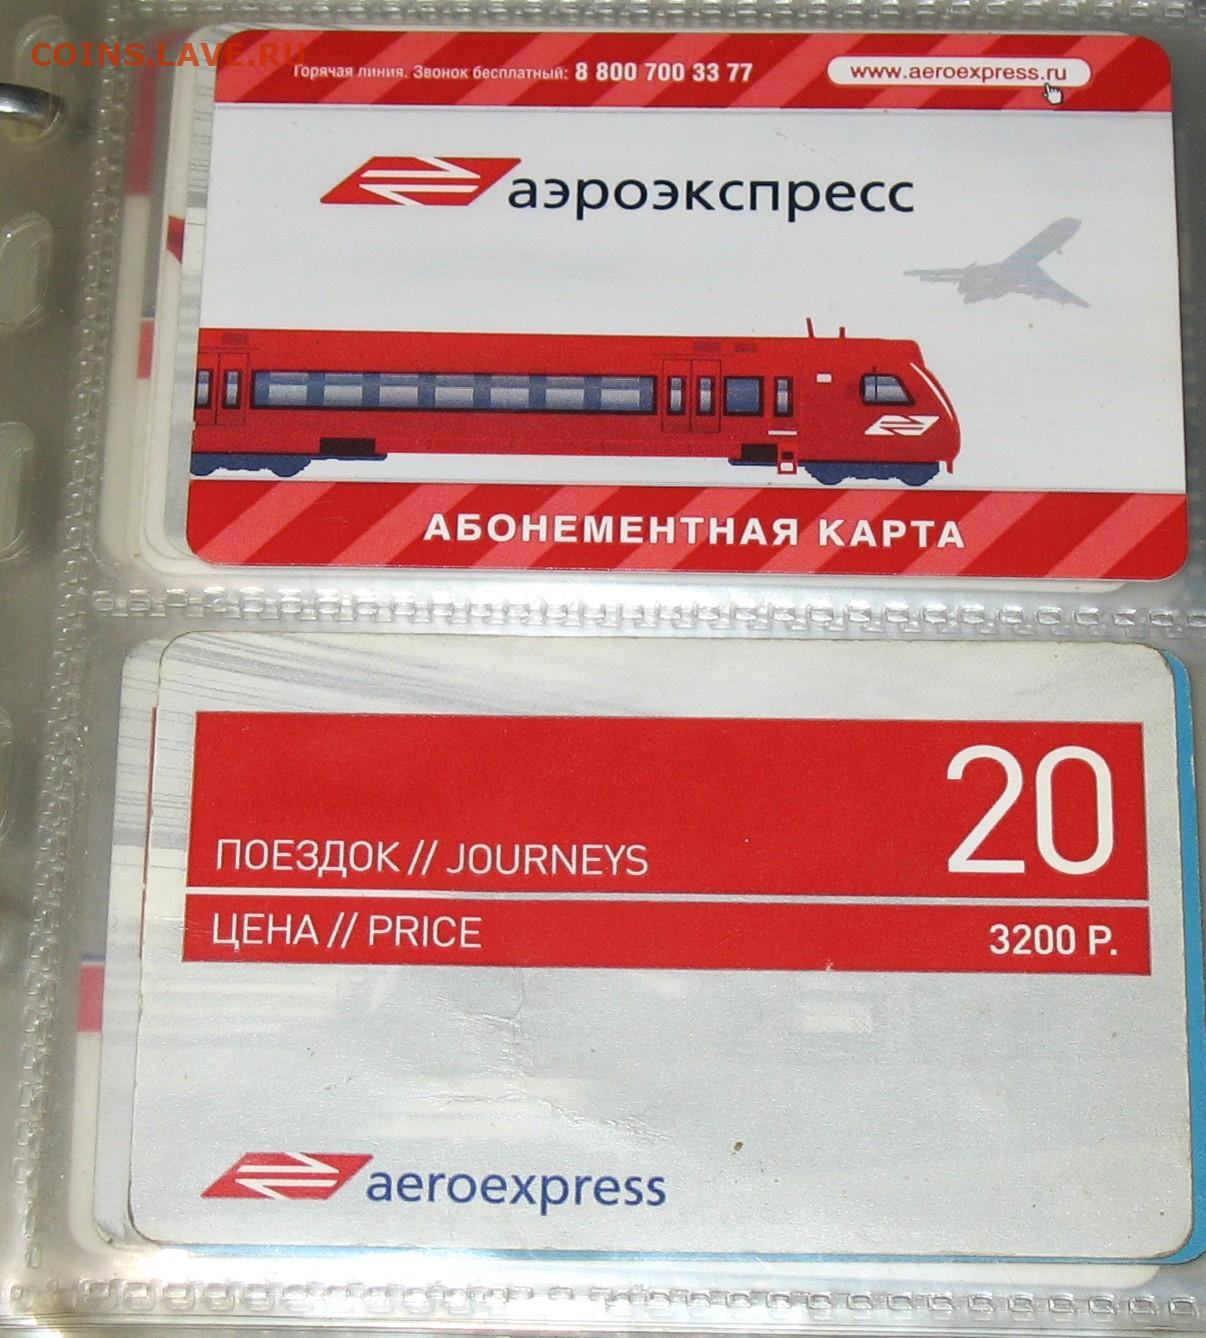 COINS.LAVE.RU
Горячая линия. Звонок бесплатный: 8 800 700 33 77
www.aeroexpress.ru
аэроэкспресс
АБОНЕМЕНТНАЯ КАРТА
20
ПОЕЗДОК // JOURNEYS
ЦЕНА // PRICE 3200 Р.
aeroexpress